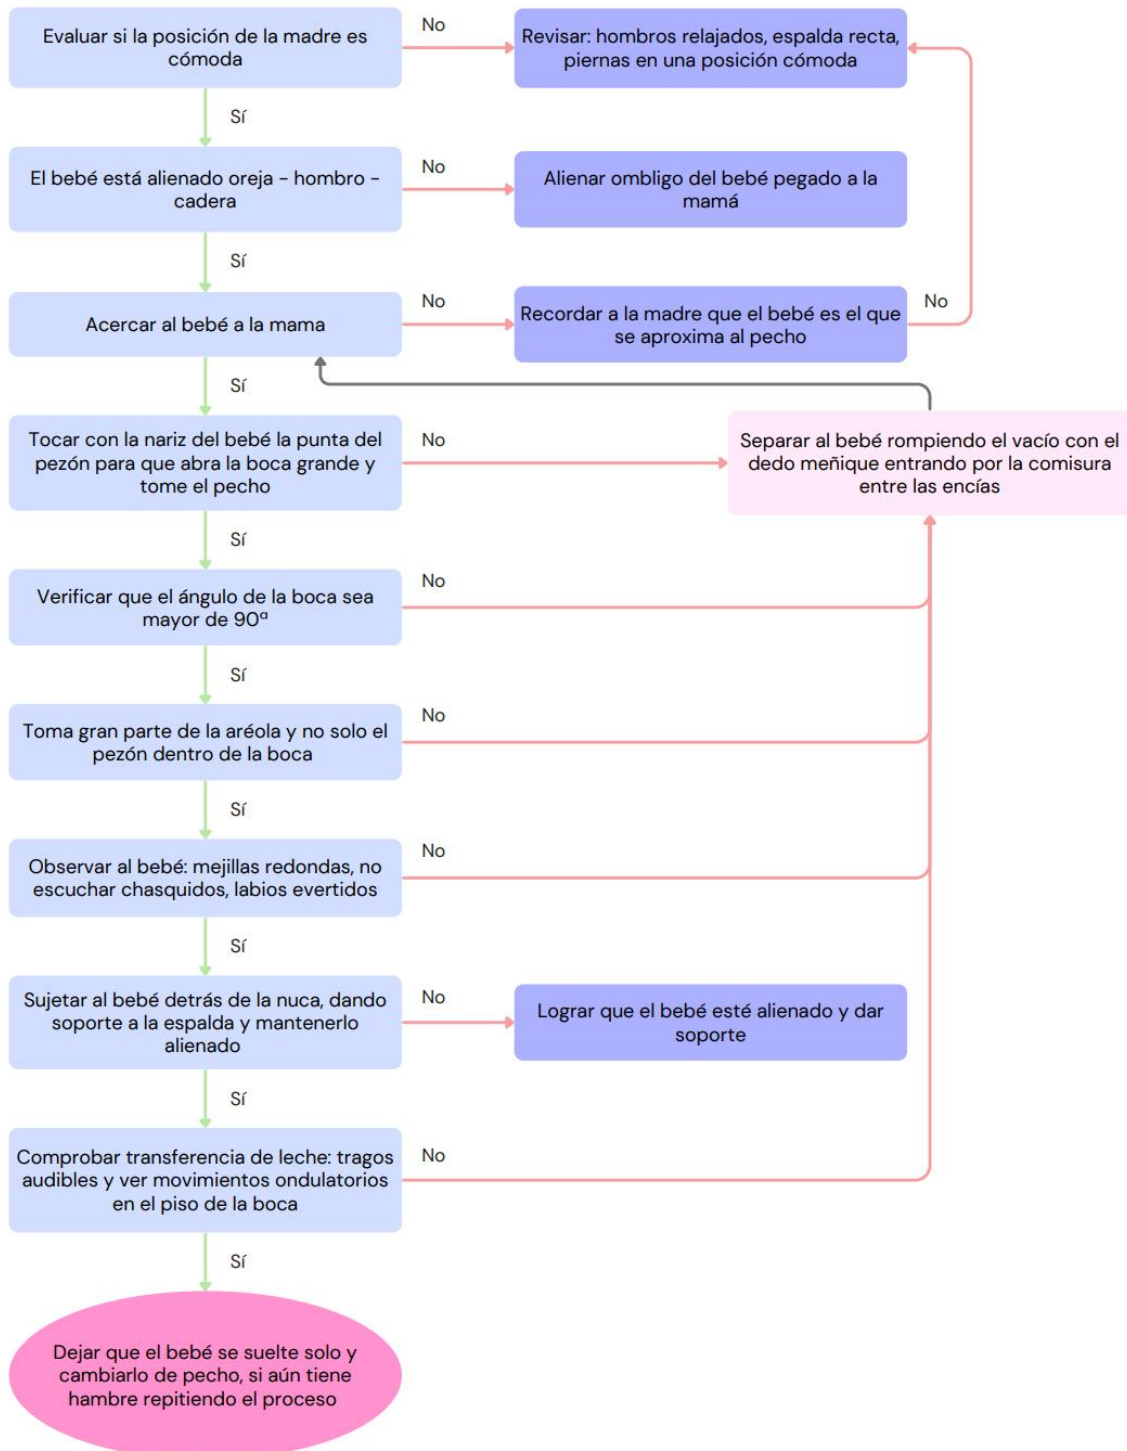 Evaluar si la posición de la madre es
cómoda
No
Revisar: hombros relajados, espalda recta,
piernas en una posición cómoda
Sí
El bebé está alienado oreja - hombro -
cadera
No
Alienar ombligo del bebé pegado a la
mamá
Sí
Acercar al bebé a la mama
No
Recordar a la madre que el bebé es el que
se aproxima al pecho
No
Sí
Tocar con la nariz del bebé la punta del
pezón para que abra la boca grande y
tome el pecho
No
Separar al bebé rompiendo el vacío con el
dedo meñique entrando por la comisura
entre las encías
Sí
Verificar que el ángulo de la boca sea
mayor de 90ª
No
Sí
Toma gran parte de la aréola y no solo el
pezón dentro de la boca
No
Sí
Observar al bebé: mejillas redondas, no
escuchar chasquidos, labios evertidos
No
Sí
Sujetar al bebé detrás de la nuca, dando
soporte a la espalda y mantenerlo
alienado
No
Lograr que el bebé esté alienado y dar
soporte
Sí
Comprobar transferencia de leche: tragos
audibles y ver movimientos ondulatorios
en el piso de la boca
No
Sí
Dejar que el bebé se suelte solo y
cambiarlo de pecho, si aún tiene
hambre repitiendo el proceso